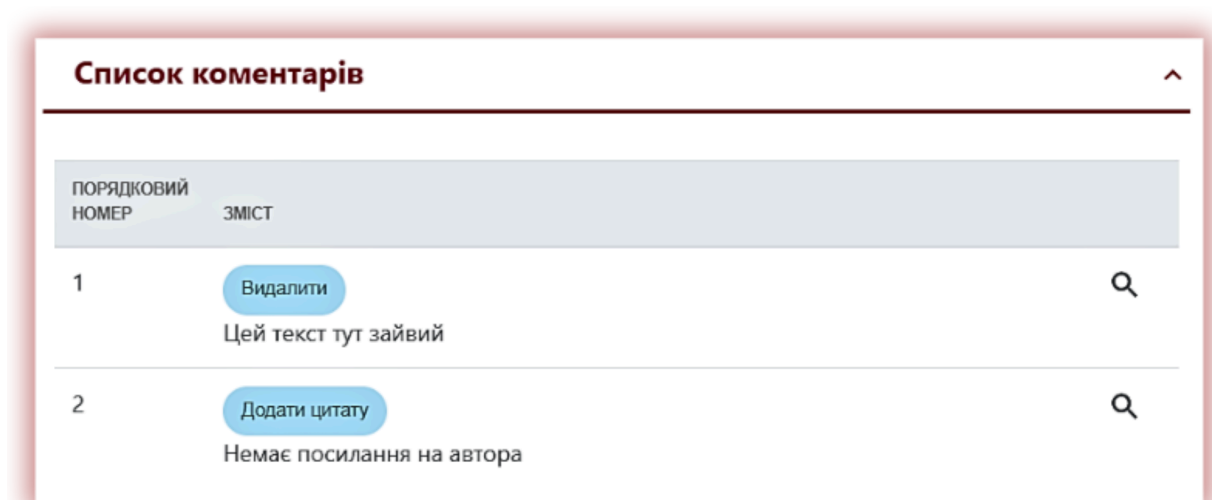 Список коментарів
ПОРЯДКОВИЙ
НОМЕР
ЗМІСТ
1
Видалити
Цей текст тут зайвий
2
Додати цитату
Немає посилання на автора